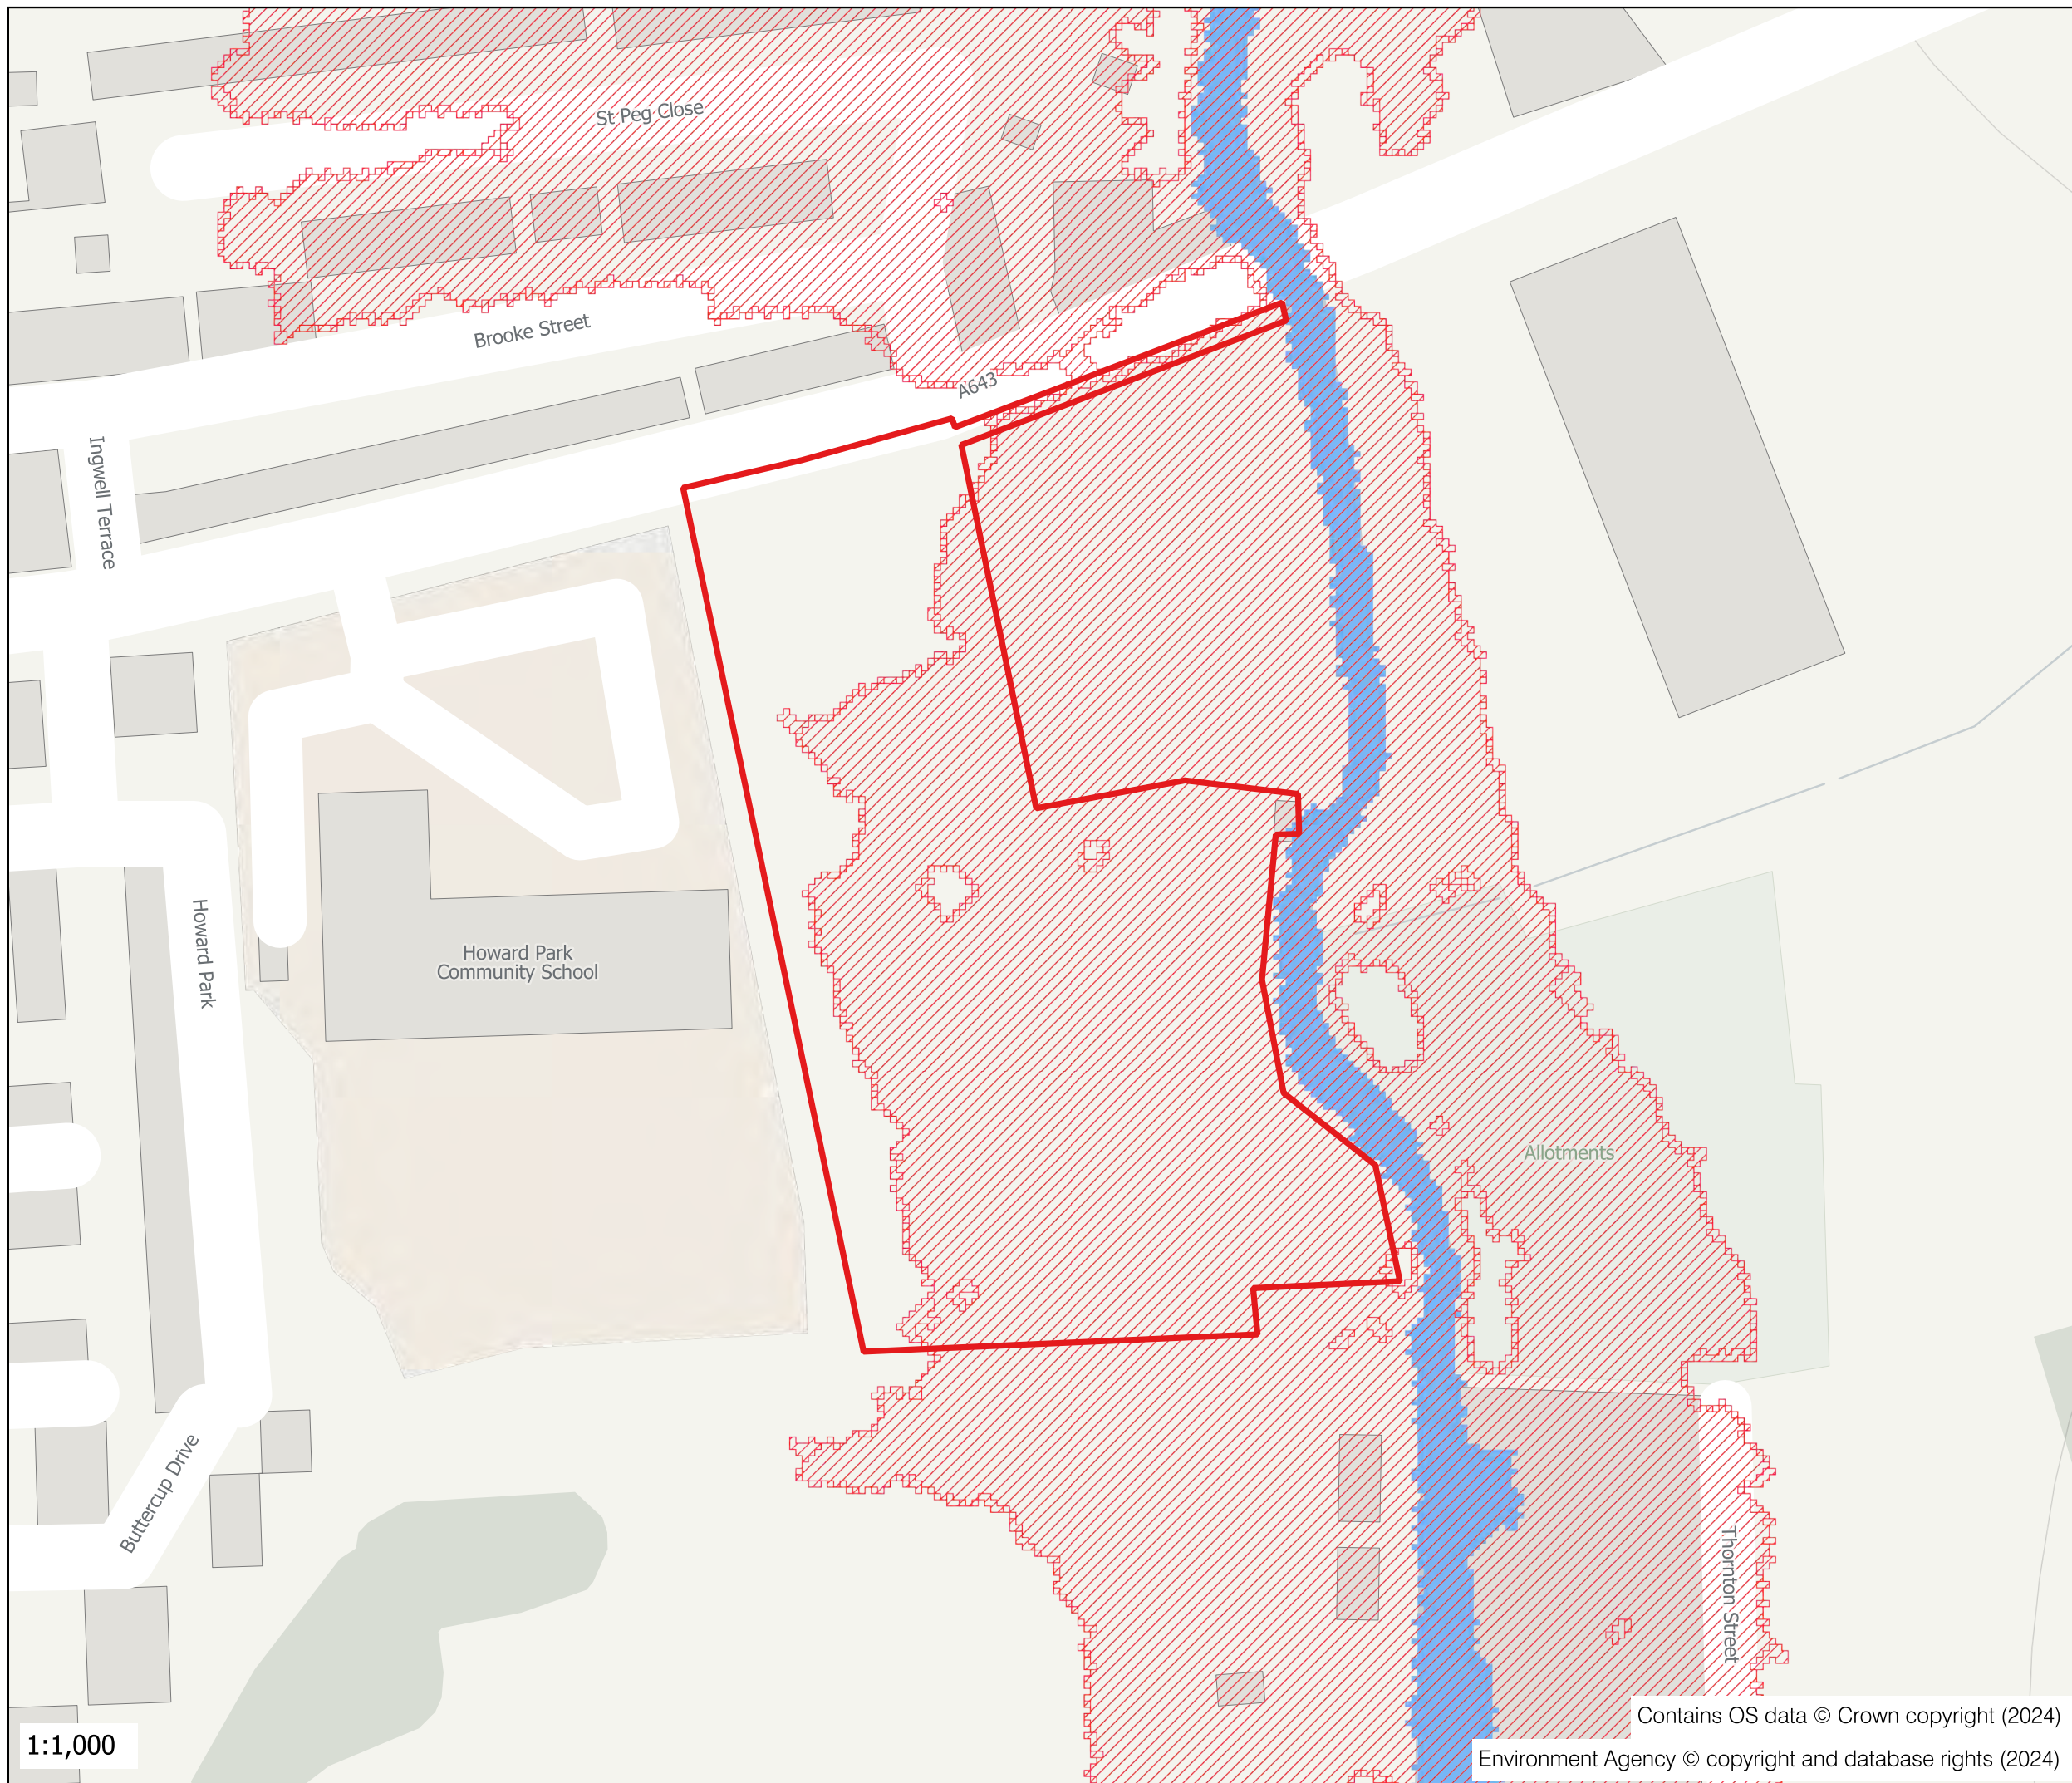 St Peg Close
Brooke Street
A643
Ingwell Terrace
Howard Park
Howard Park
Community School
Allotments
Buttercup Drive
Thornton Street
Contains OS data © Crown copyright (2024)
1:1,000
Environment Agency © copyright and database rights (2024)